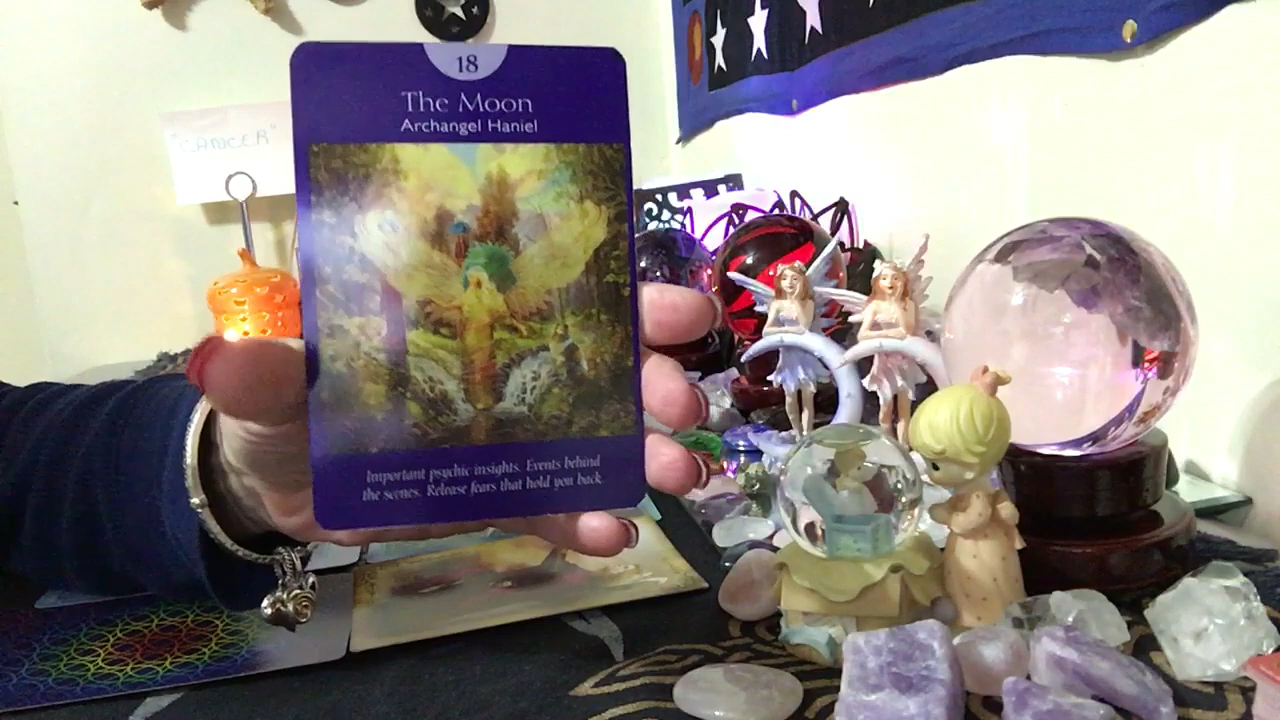 "CANCER"
18
The Moon
Archangel Haniel
Important psychic insights. Events behind
the scenes. Release fears that hold you back.